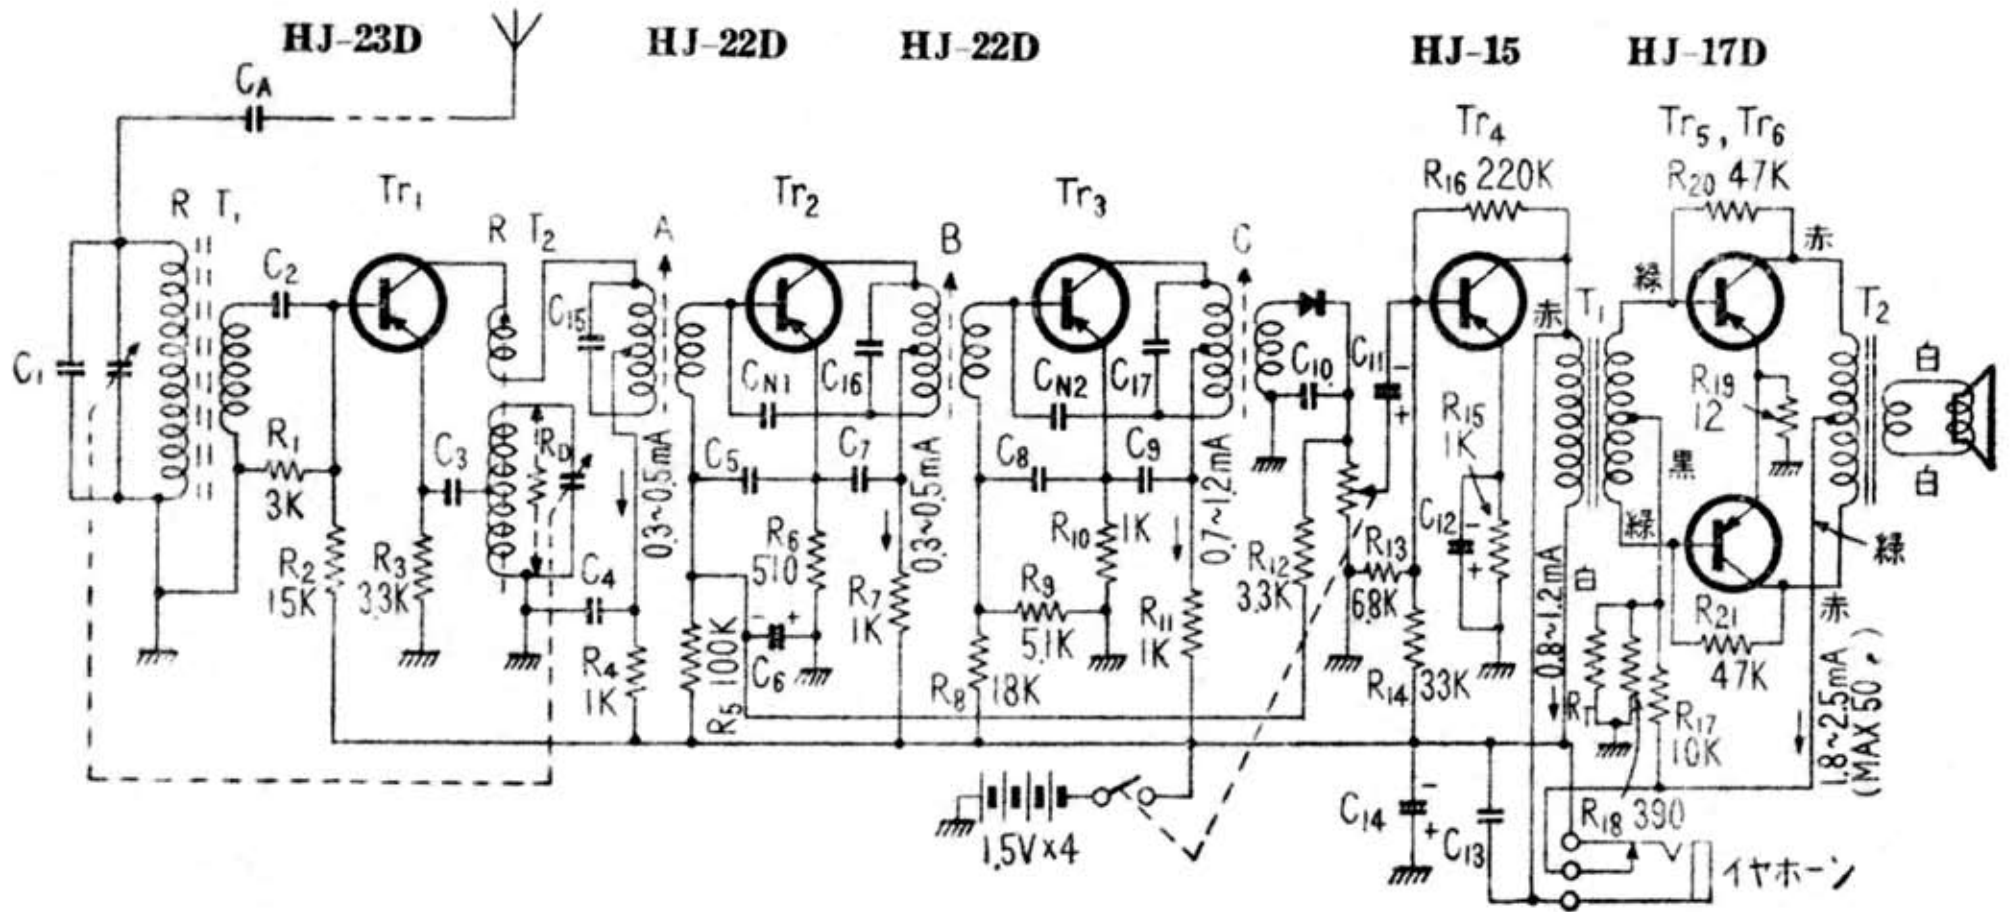 HJ-23D HJ-22D HJ-22D HJ-15 HJ-17D
CA
Tr4
Tr5, Tr6
R16 220K
R20 47K
R T1
Tr1
R T2
A
Tr2
B
Tr3
C
赤
緑
C2
C15
赤
T1
T2
白
C1
CN1
C16
CN2
C17
C10
C11
-
+
R15
1K
R19
12
R1
3K
C3
RD
0.3~0.5mA
C5
C7
0.3~0.5mA
C8
C9
0.7~1.2mA
黒
白
R2
15K
R3
3.3K
C4
R6
510
R7
1K
R10
1K
R9
5.1K
R11
1K
R12
3.3K
R13
6.8K
C12
-
+
緑
緑
白
R4
1K
R5 100K
-
+
C6
R8 18K
R14 33K
0.8~1.2mA
RT
R21
47K
赤
R17
10K
1.8~2.5mA
1.5V×4
C14
-
+
C13
R18 390
イヤホーン